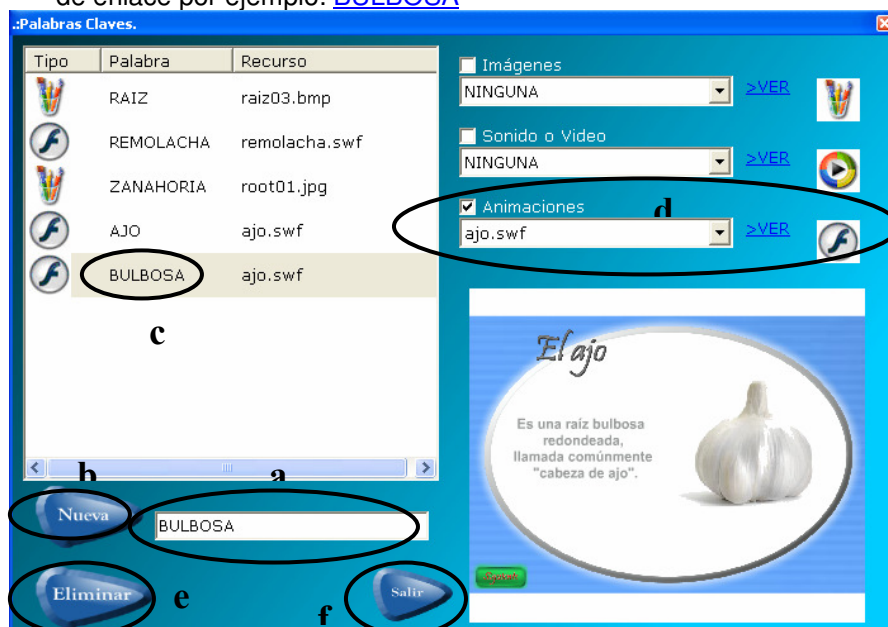 de enlace por ejemplo: BULBOSA
.:Palabras Claves.
Tipo Palabra Recurso
RAIZ raiz03.bmp
REMOLACHA remolacha.swf
ZANAHORIA root01.jpg
AJO ajo.swf
BULBOSA ajo.swf
c
Imágenes
NINGUNA >VER
Sonido o Video
NINGUNA >VER
Animaciones d
ajo.swf >VER
El ajo
Es una raíz bulbosa
redondeada,
llamada comúnmente
"cabeza de ajo".
b a
Nueva BULBOSA
Eliminar e
f Salir